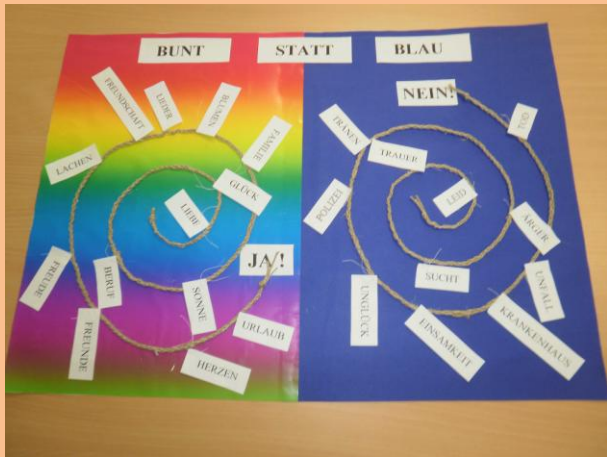 BUNT STATT BLAU
FREUNDSCHAFT
LIEDER
BLUMEN
FAMILIE
LACHEN
GLÜCK
LIEBE
JA!
FREUDE
BERUF
SONNE
FREUNDE
URLAUB
HERZEN
NEIN!
TOD
TRÄNEN
TRAUER
POLIZEI
LEID
ÄRGER
SUCHT
UNFALL
UNGLÜCK
EINSAMKEIT
KRANKENHAUS